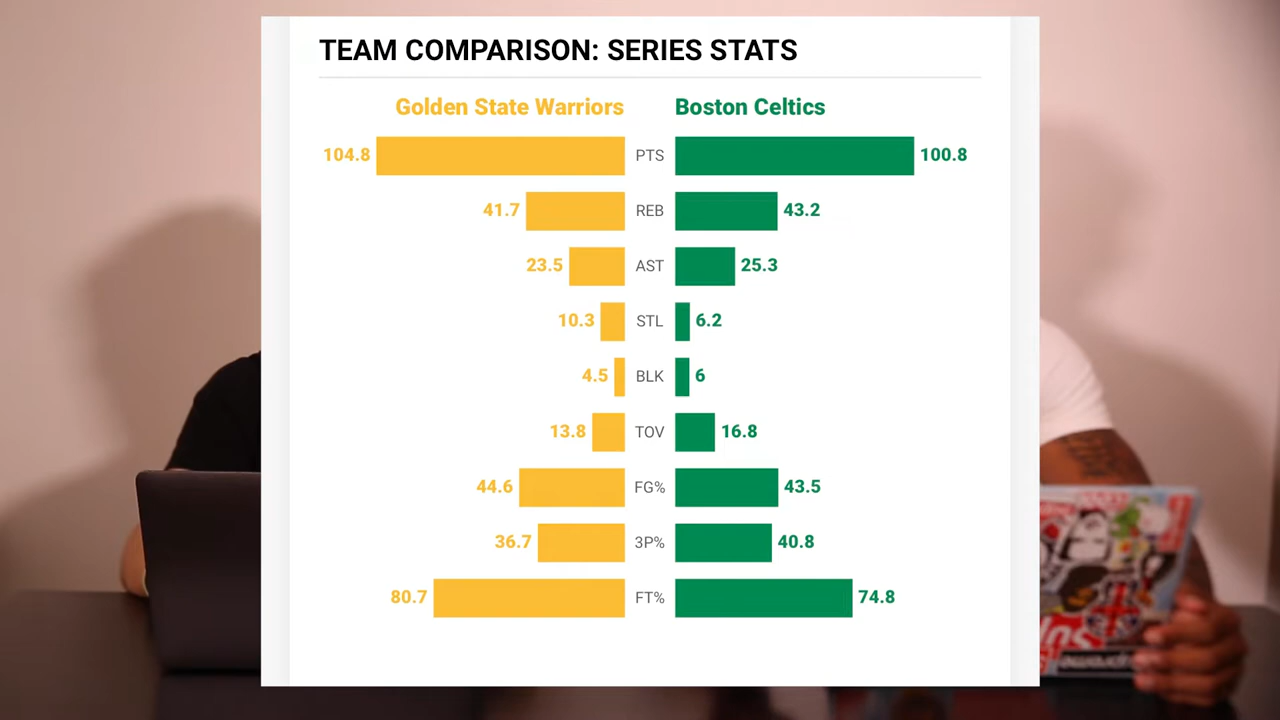 TEAM COMPARISON: SERIES STATS
Golden State Warriors Boston Celtics
104.8 PTS 100.8
41.7 REB 43.2
23.5 AST 25.3
10.3 STL 6.2
4.5 BLK 6
13.8 TOV 16.8
44.6 FG% 43.5
36.7 3P% 40.8
80.7 FT% 74.8